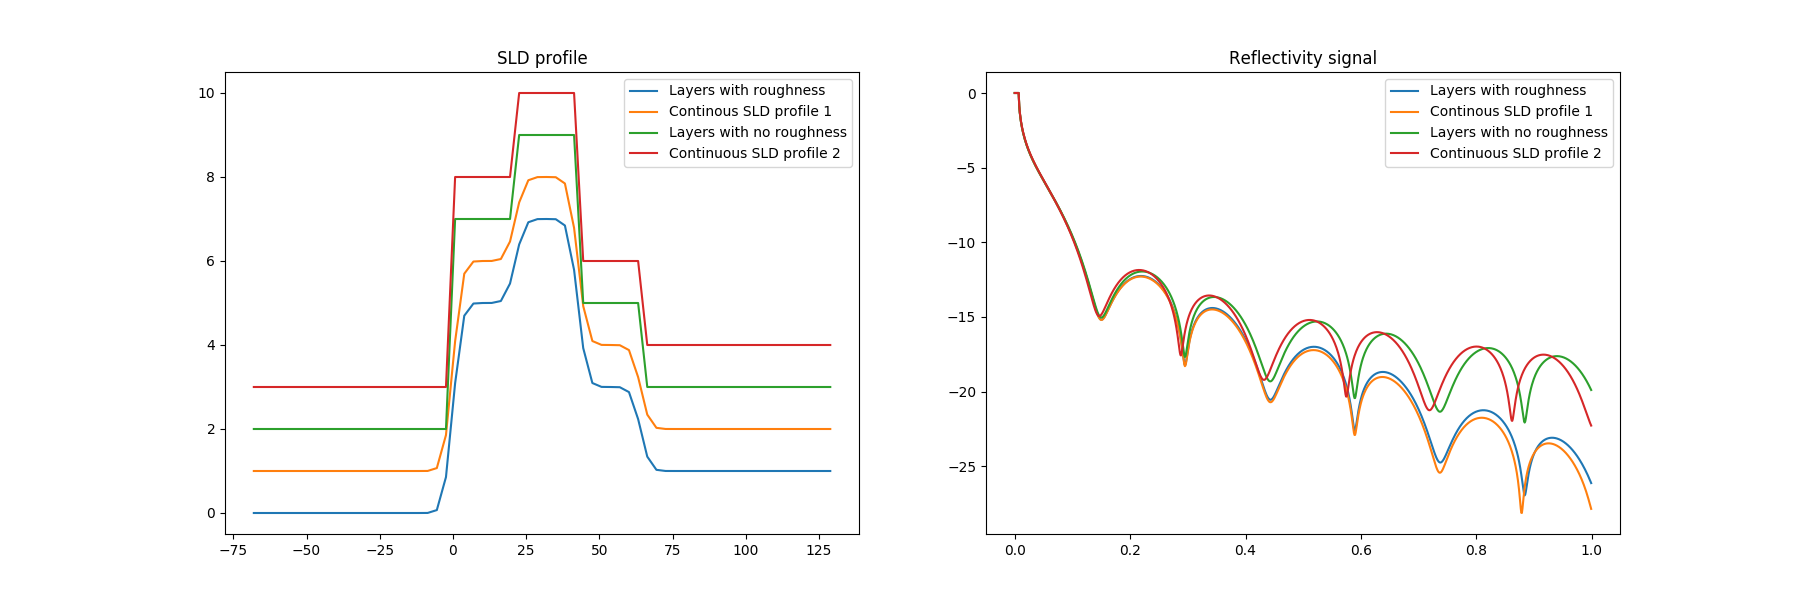 SLD profile
10
8
6
4
2
0
−75
−50
−25
0
25
50
75
100
125
Layers with roughness
Continous SLD profile 1
Layers with no roughness
Continuous SLD profile 2
Reflectivity signal
0
−5
−10
−15
−20
−25
0.0
0.2
0.4
0.6
0.8
1.0
Layers with roughness
Continous SLD profile 1
Layers with no roughness
Continuous SLD profile 2